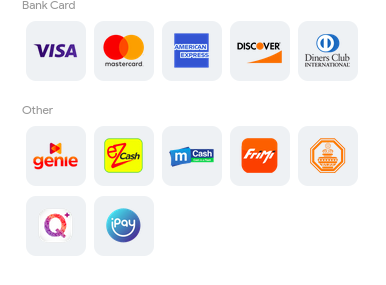 Bank Card
VISA
mastercard
AMERICAN
EXPRESS
DISCOVER
Diners Club
INTERNATIONAL
Other
genie
eZ
Cash
m
Cash
FriMi
Q+
iPay